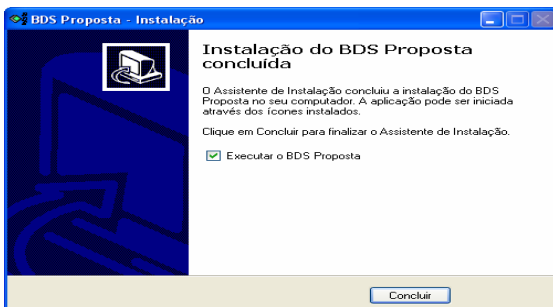 BDS Proposta - Instalação
Instalação do BDS Proposta
concluída
O Assistente de Instalação concluiu a instalação do BDS
Proposta no seu computador. A aplicação pode ser iniciada
através dos ícones instalados.
Clique em Concluir para finalizar o Assistente de Instalação.
Executar o BDS Proposta
Concluir